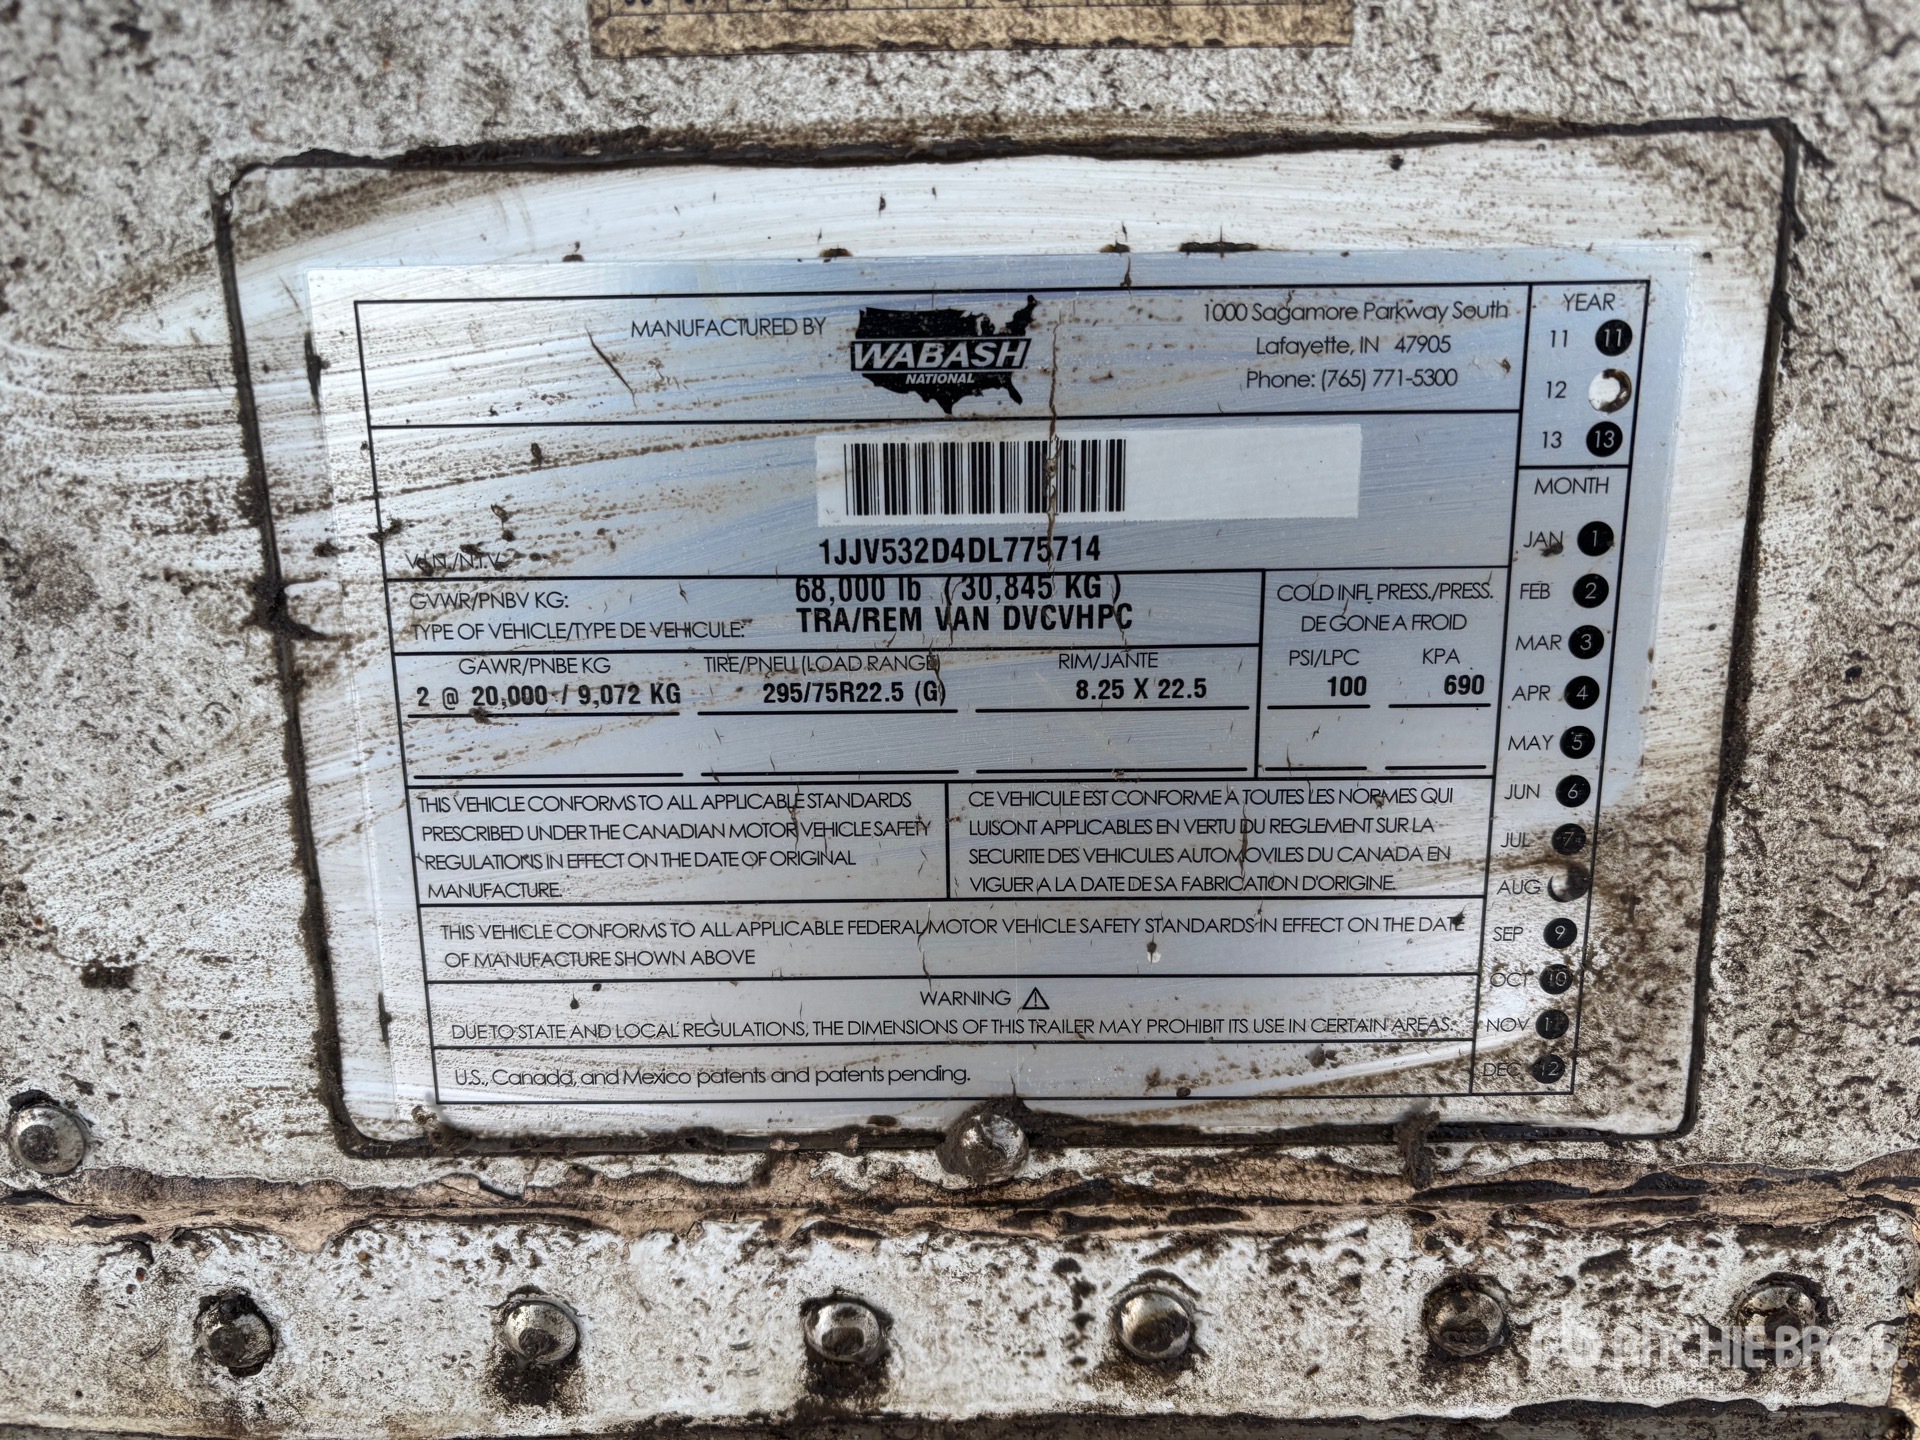 MANUFACTURED BY
WABASH
NATIONAL
1000 Sagamore Parkway South
Lafayette, IN 47905
Phone: (765) 771-5300
YEAR
11 11
12
13 13
V.I.N./N.I.V.
1JJV532D4DL775714
GVWR/PNBV KG: 68,000 lb (30,845 KG)
TYPE OF VEHICLE/TYPE DE VEHICULE: TRA/REM VAN DVCVHPC
COLD INFL PRESS./PRESS.
DE GONE A FROID
GAWR/PNBE KG TIRE/PNEU (LOAD RANGE) RIM/JANTE PSI/LPC KPA
2 @ 20,000 / 9,072 KG 295/75R22.5 (G) 8.25 X 22.5 100 690
THIS VEHICLE CONFORMS TO ALL APPLICABLE STANDARDS
PRESCRIBED UNDER THE CANADIAN MOTOR VEHICLE SAFETY
REGULATIONS IN EFFECT ON THE DATE OF ORIGINAL
MANUFACTURE.
CE VEHICULE EST CONFORME A TOUTES LES NORMES QUI
LUI SONT APPLICABLES EN VERTU DU REGLEMENT SUR LA
SECURITE DES VEHICULES AUTOMOVILES DU CANADA EN
VIGUER A LA DATE DE SA FABRICATION D'ORIGINE.
THIS VEHICLE CONFORMS TO ALL APPLICABLE FEDERAL MOTOR VEHICLE SAFETY STANDARDS IN EFFECT ON THE DATE
OF MANUFACTURE SHOWN ABOVE
WARNING
DUE TO STATE AND LOCAL REGULATIONS, THE DIMENSIONS OF THIS TRAILER MAY PROHIBIT ITS USE IN CERTAIN AREAS.
U.S., Canada, and Mexico patents and patents pending.
MONTH
JAN 1
FEB 2
MAR 3
APR 4
MAY 5
JUN 6
JUL 7
AUG
SEP 9
OCT 10
NOV 11
DEC 12
RITCHIE BROS.